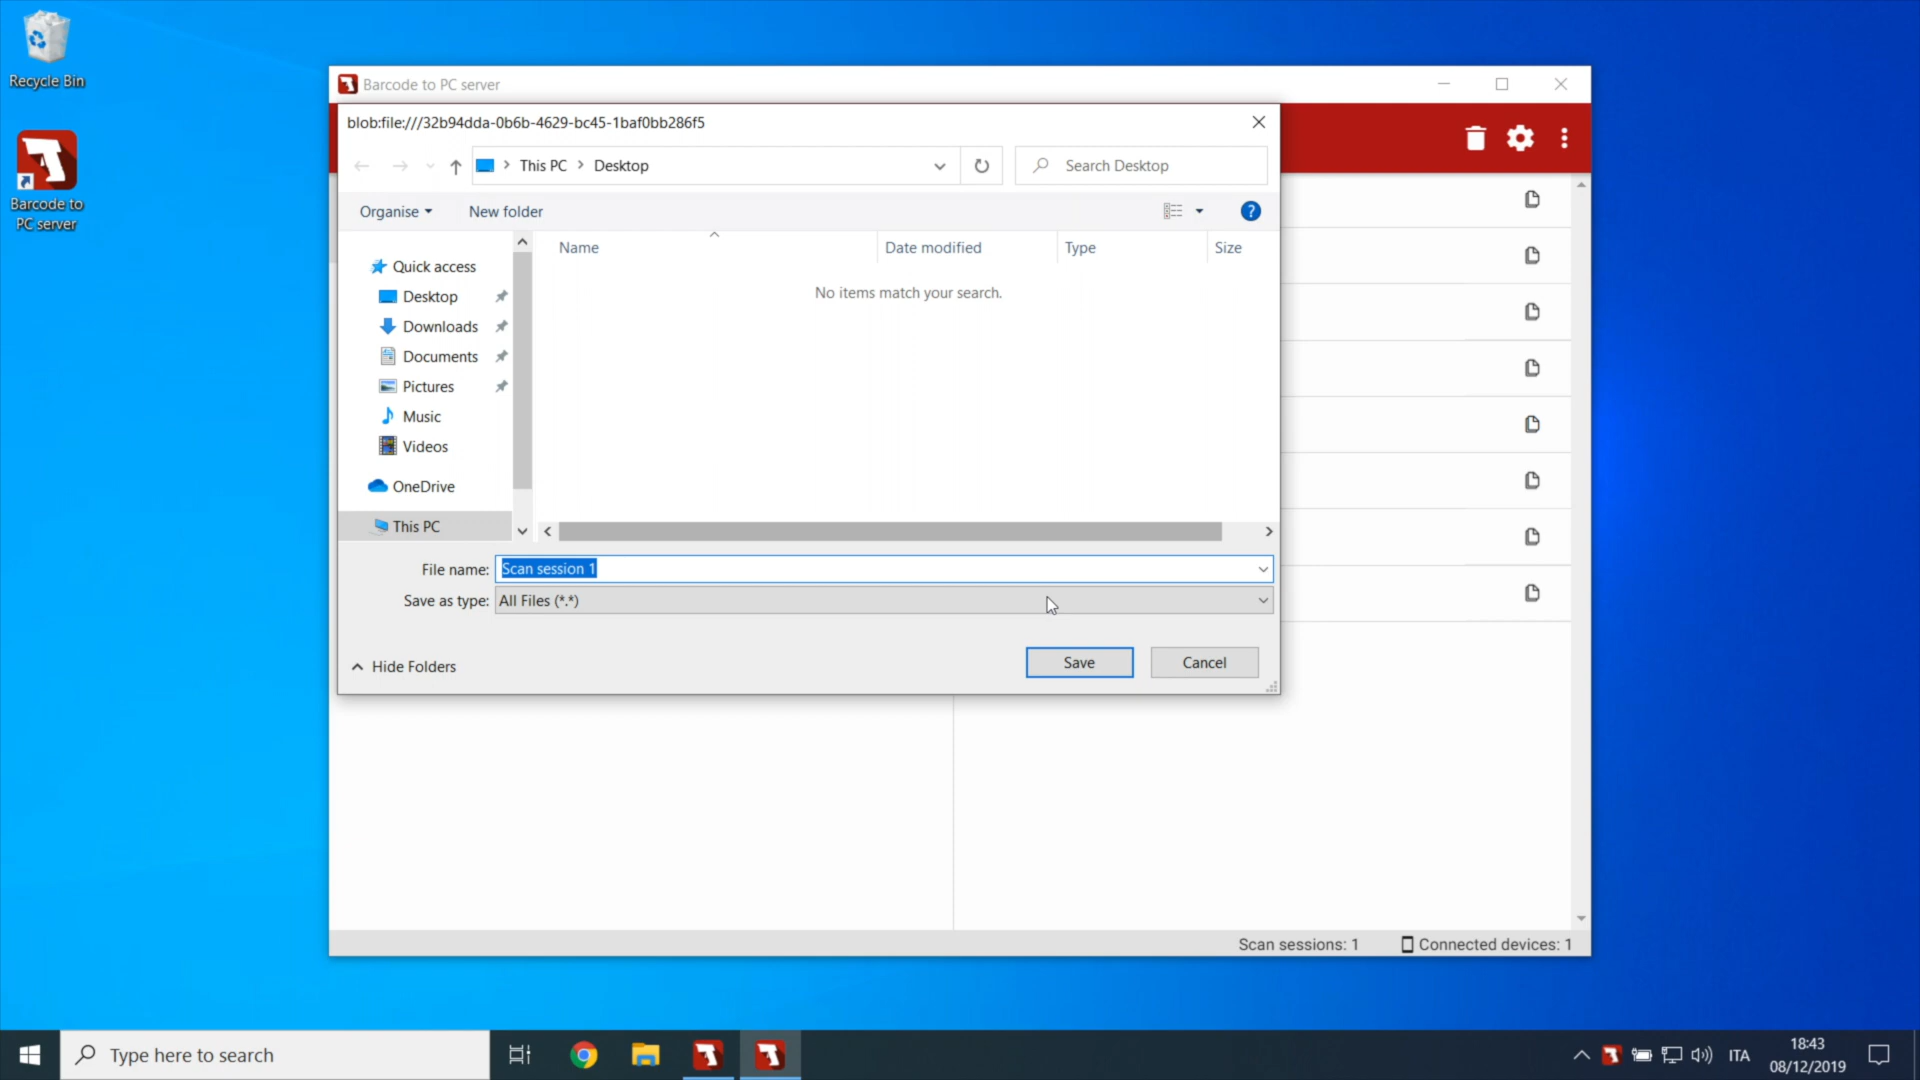 Recycle Bin
Barcode to
PC server
Barcode to PC server
blob:file:///32b94dda-0b6b-4629-bc45-1baf0bb286f5
This PC > Desktop
Search Desktop
Organise
New folder
?
Name
Date modified
Type
Size
No items match your search.
Quick access
Desktop
Downloads
Documents
Pictures
Music
Videos
OneDrive
This PC
File name: Scan session 1
Save as type: All Files (*.*)
Hide Folders
Save
Cancel
Scan sessions: 1
Connected devices: 1
Type here to search
ITA
18:43
08/12/2019